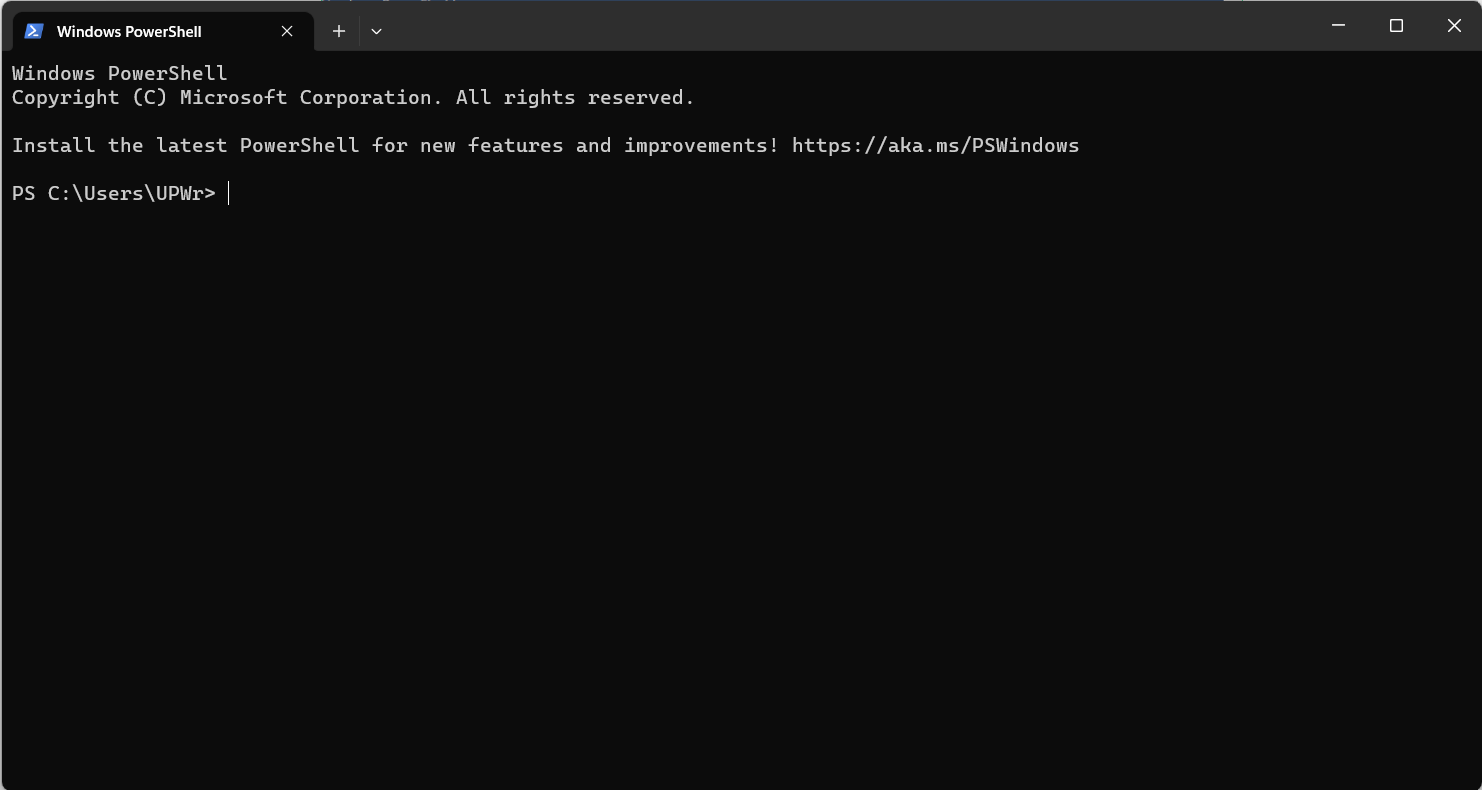 Windows PowerShell
Windows PowerShell
Copyright (C) Microsoft Corporation. All rights reserved.
Install the latest PowerShell for new features and improvements! https://aka.ms/PSWindows
PS C:\Users\UPWr>